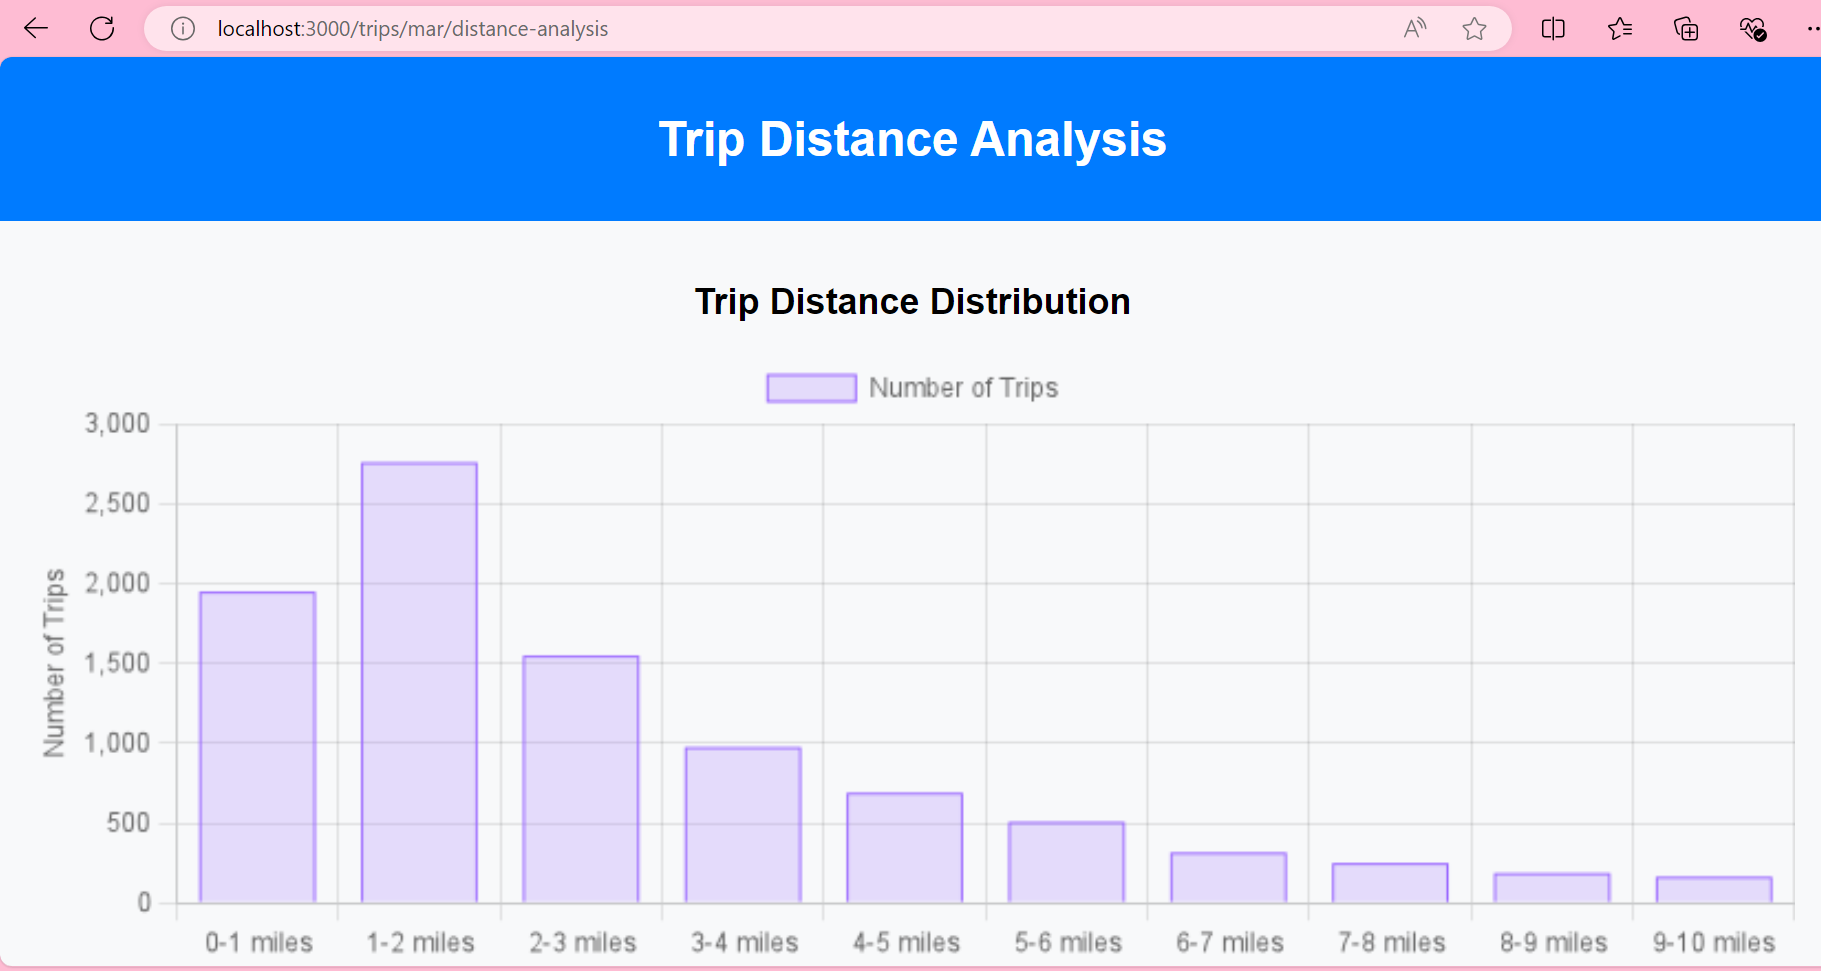 localhost:3000/trips/mar/distance-analysis
Trip Distance Analysis
Trip Distance Distribution
Number of Trips
Number of Trips
3,000
2,500
2,000
1,500
1,000
500
0
0-1 miles 1-2 miles 2-3 miles 3-4 miles 4-5 miles 5-6 miles 6-7 miles 7-8 miles 8-9 miles 9-10 miles